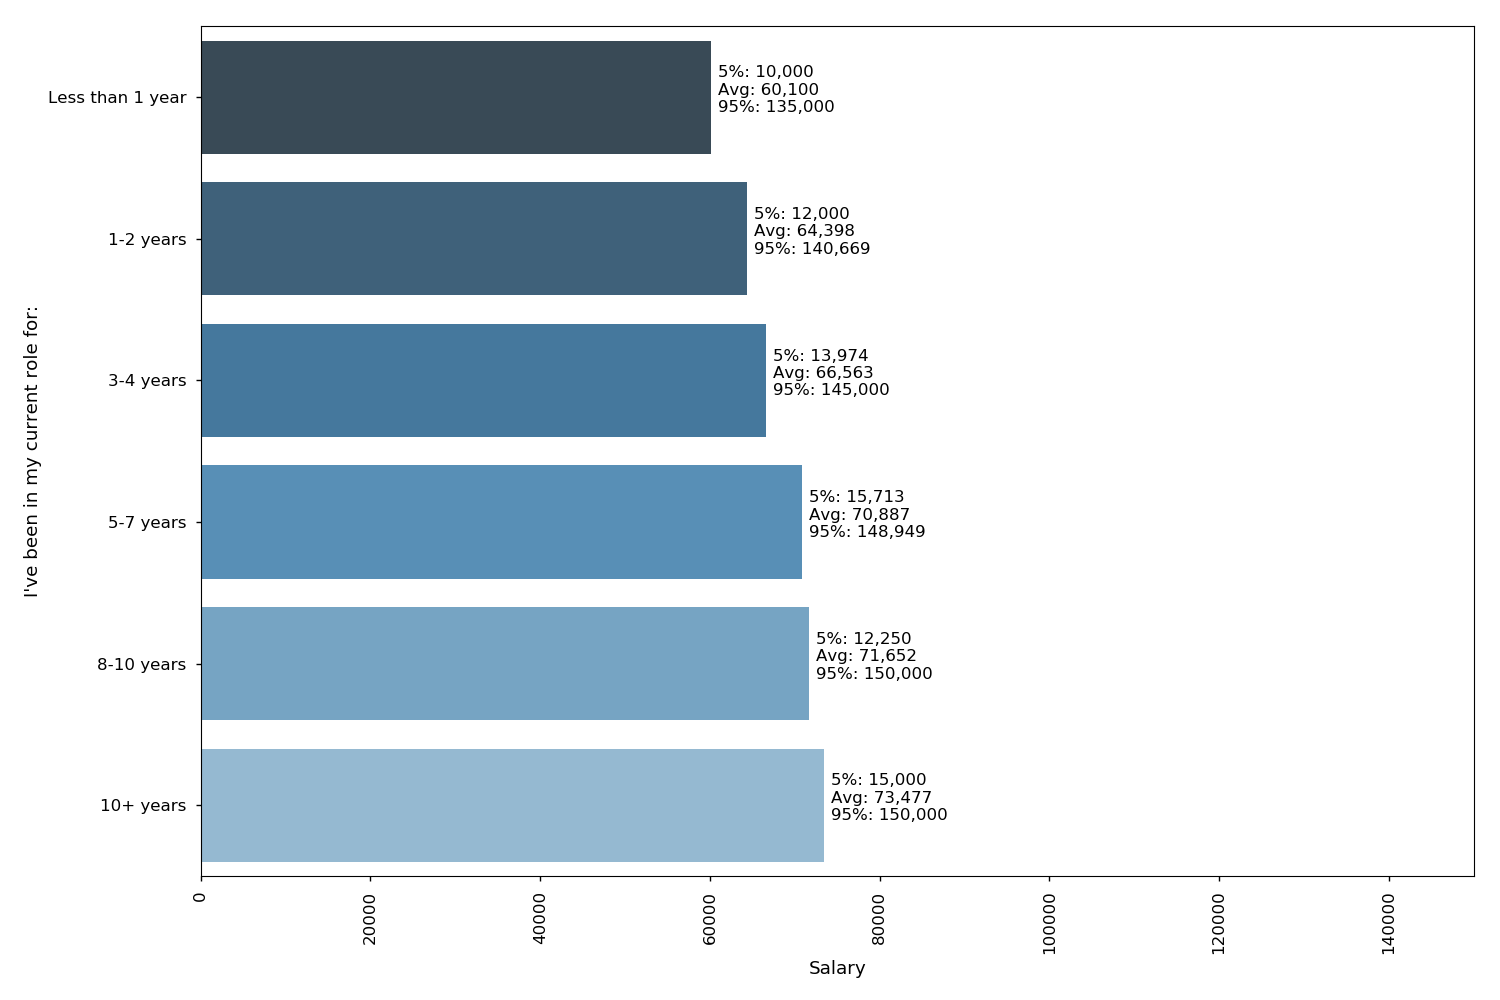 Less than 1 year
5%: 10,000
Avg: 60,100
95%: 135,000
1-2 years
5%: 12,000
Avg: 64,398
95%: 140,669
3-4 years
5%: 13,974
Avg: 66,563
95%: 145,000
5-7 years
5%: 15,713
Avg: 70,887
95%: 148,949
8-10 years
5%: 12,250
Avg: 71,652
95%: 150,000
10+ years
5%: 15,000
Avg: 73,477
95%: 150,000
I've been in my current role for:
0
20000
40000
60000
80000
100000
120000
140000
Salary